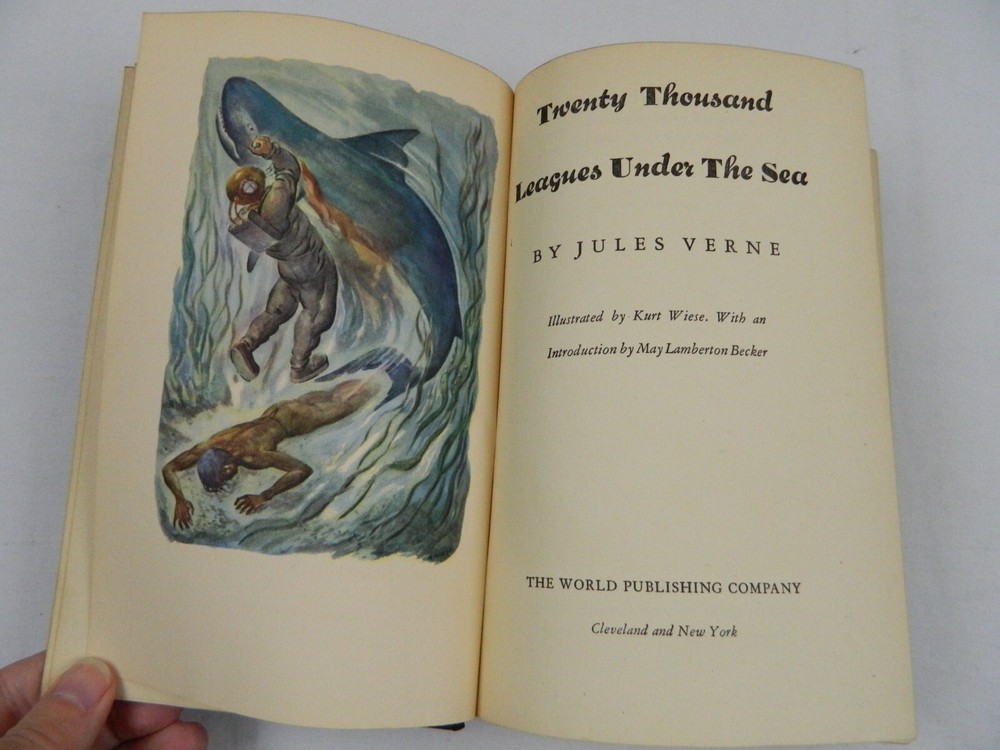 Twenty Thousand
Leagues Under The Sea
BY JULES VERNE
Illustrated by Kurt Wiese. With an
Introduction by May Lamberton Becker
THE WORLD PUBLISHING COMPANY
Cleveland and New York